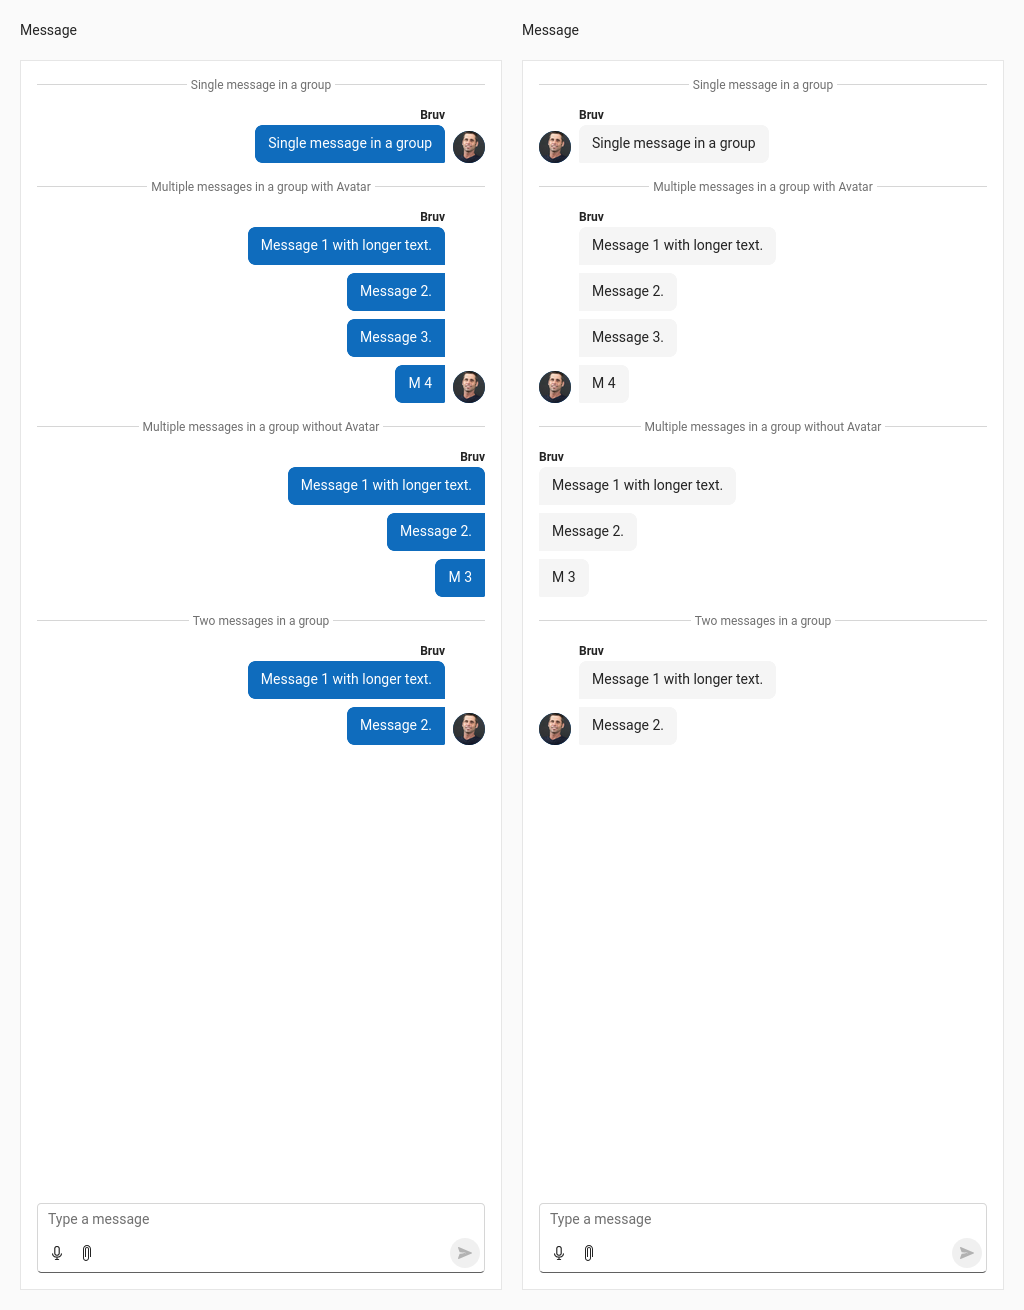 Message
Single message in a group
Bruv
Single message in a group
Multiple messages in a group with Avatar
Bruv
Message 1 with longer text.
Message 2.
Message 3.
M 4
Multiple messages in a group without Avatar
Bruv
Message 1 with longer text.
Message 2.
M 3
Two messages in a group
Bruv
Message 1 with longer text.
Message 2.
Type a message
Message
Single message in a group
Bruv
Single message in a group
Multiple messages in a group with Avatar
Bruv
Message 1 with longer text.
Message 2.
Message 3.
M 4
Multiple messages in a group without Avatar
Bruv
Message 1 with longer text.
Message 2.
M 3
Two messages in a group
Bruv
Message 1 with longer text.
Message 2.
Type a message